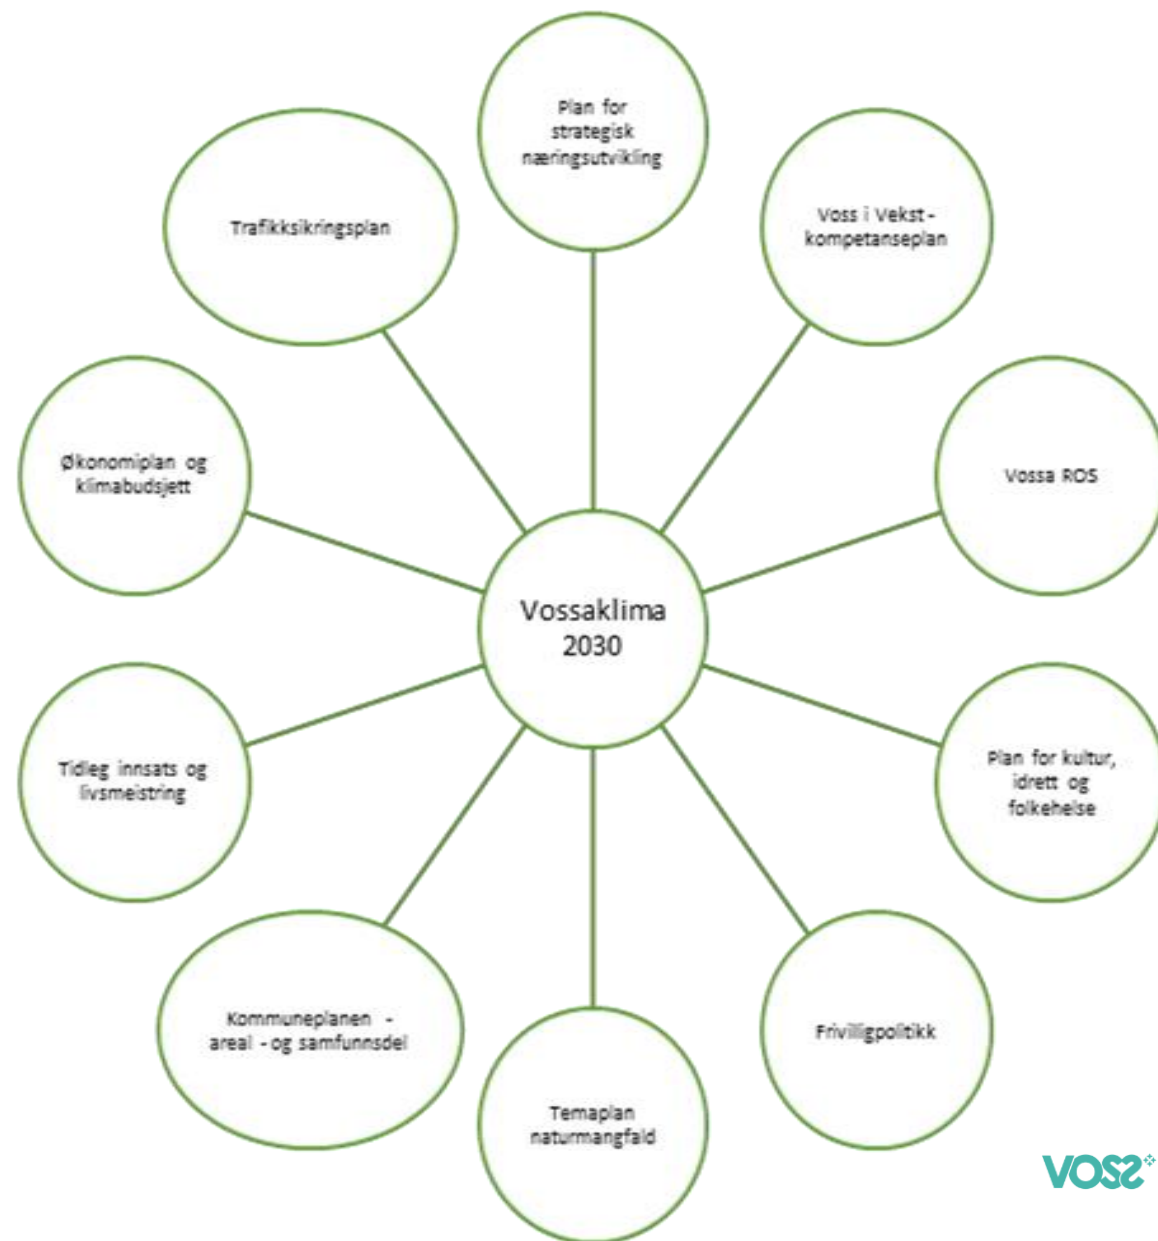 Plan for
strategisk
næringsutvikling
Voss i Vekst -
kompetanseplan
Trafikksikringsplan
Økonomiplan og
klimabudsjett
Vossa ROS
Vossaklima
2030
Tidleg innsats og
livsmeistring
Plan for kultur,
idrett og
folkehelse
Kommuneplanen -
areal - og samfunnsdel
Frivilligpolitikk
Temaplan
naturmangfald
VOSS